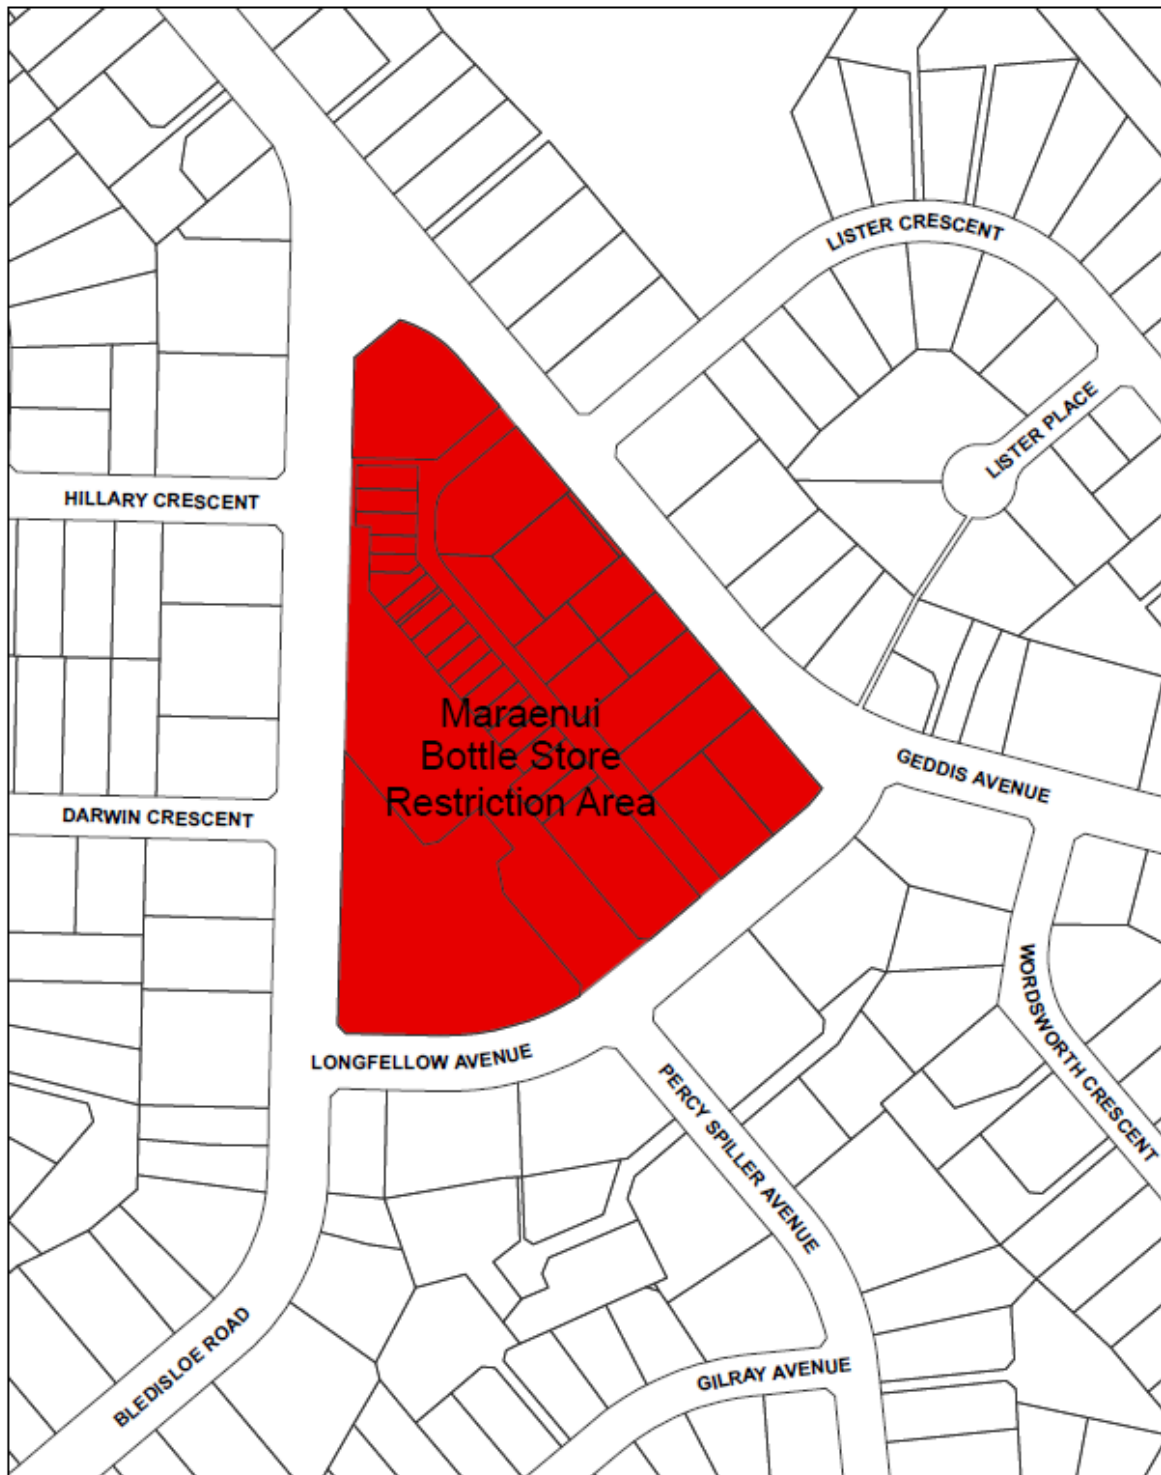 LISTER CRESCENT
LISTER PLACE
HILLARY CRESCENT
Maraenui
Bottle Store
Restriction Area
GEDDIS AVENUE
DARWIN CRESCENT
WORDSWORTH CRESCENT
LONGFELLOW AVENUE
PERCY SPILLER AVENUE
BLEDISLOE ROAD
GILRAY AVENUE